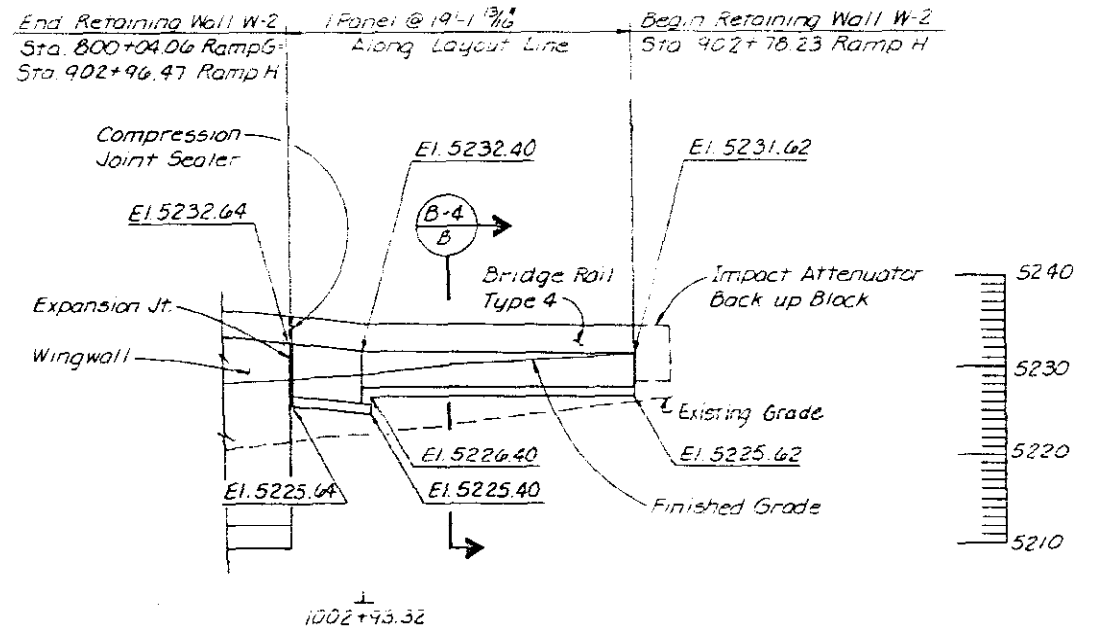 End Retaining Wall W-2
Sta. 800+04.06 Ramp G=
Sta. 902+96.47 Ramp H
1 Panel @ 19'-1 13/16"
Along Layout Line
Begin Retaining Wall W-2
Sta 902+78.23 Ramp H
Compression
Joint Sealer
El. 5232.40
El. 5231.62
El. 5232.64
B-4
B
Bridge Rail
Type 4
Impact Attenuator
Back up Block
5240
Expansion Jt.
Wingwall
5230
Existing Grade
El. 5226.40
El. 5225.62
5220
El. 5225.64
El. 5225.40
Finished Grade
5210
1002+93.32